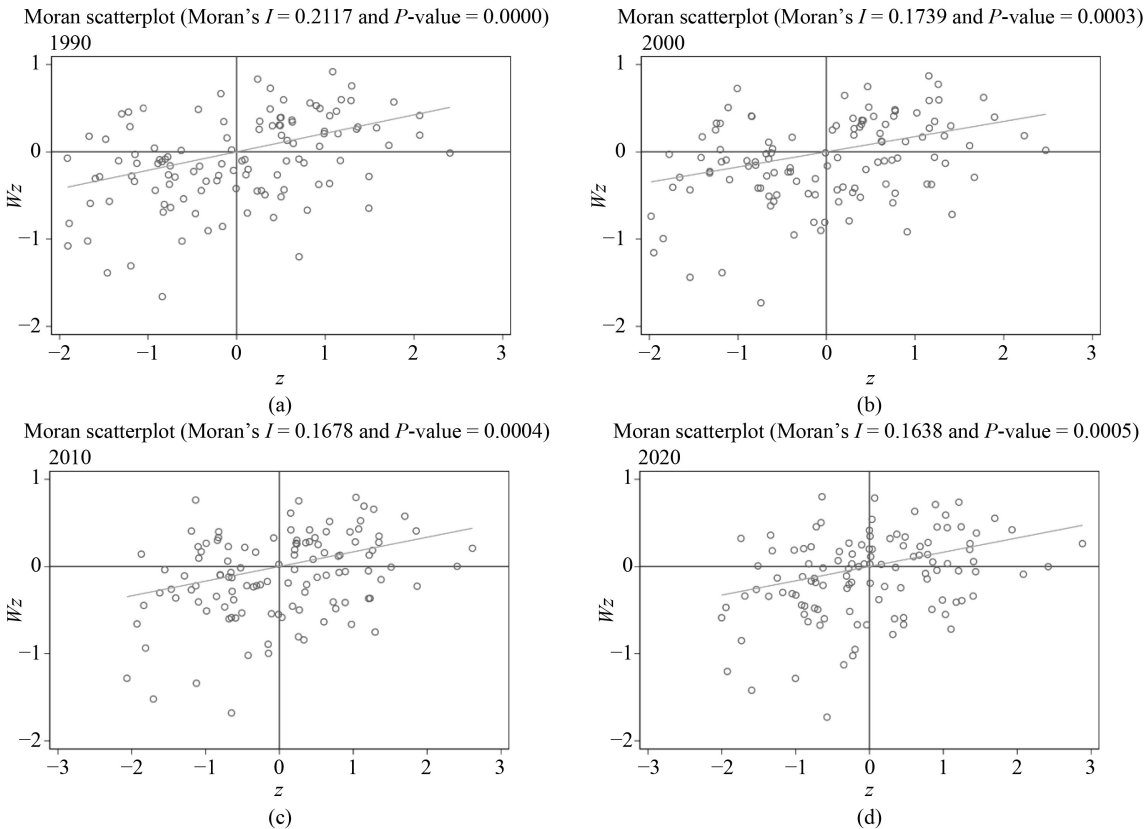 Moran scatterplot (Moran's I = 0.2117 and P-value = 0.0000)
1990
1
0
−1
−2
Wz
−2 −1 0 1 2 3
z
(a)
Moran scatterplot (Moran's I = 0.1739 and P-value = 0.0003)
2000
1
0
−1
−2
Wz
−2 −1 0 1 2 3
z
(b)
Moran scatterplot (Moran's I = 0.1678 and P-value = 0.0004)
2010
1
0
−1
−2
Wz
−3 −2 −1 0 1 2 3
z
(c)
Moran scatterplot (Moran's I = 0.1638 and P-value = 0.0005)
2020
1
0
−1
−2
Wz
−3 −2 −1 0 1 2 3
z
(d)